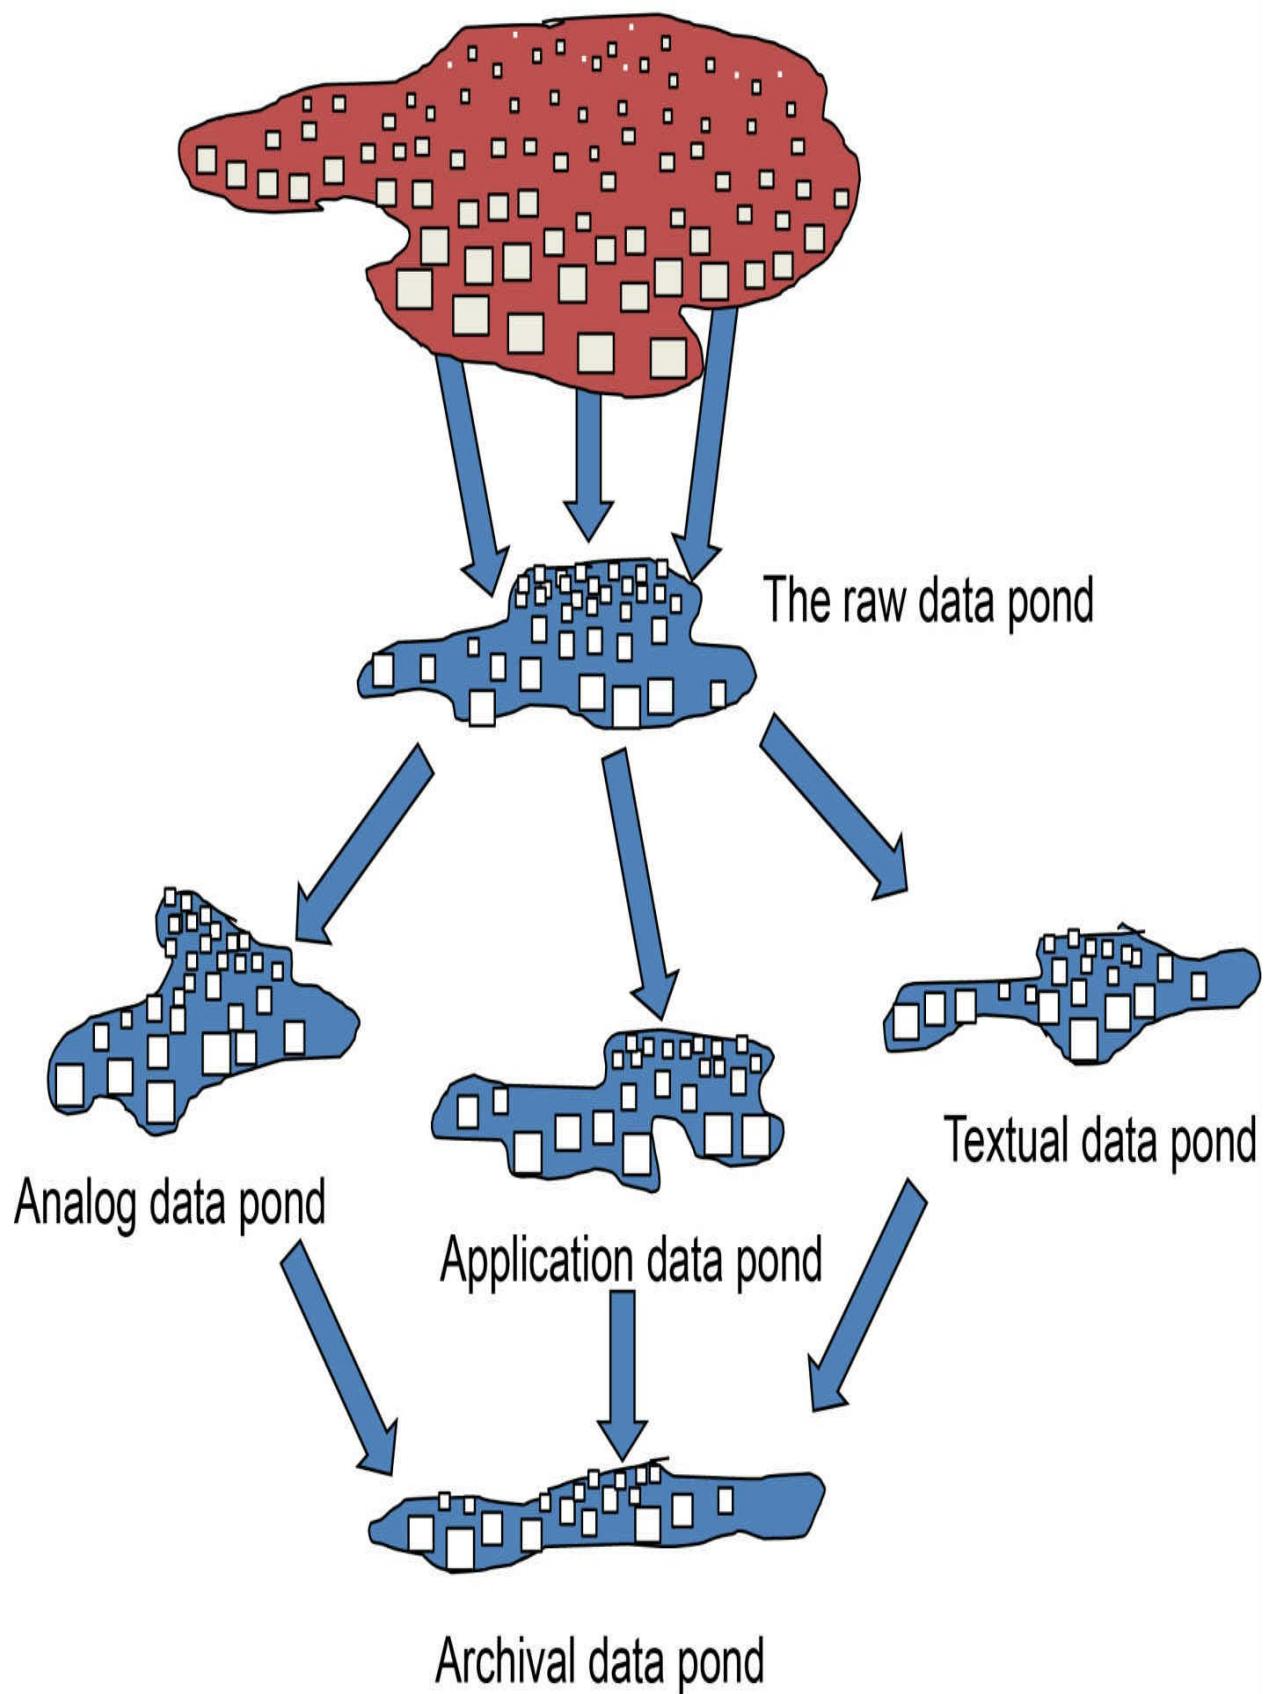 The raw data pond
Textual data pond
Analog data pond
Application data pond
Archival data pond